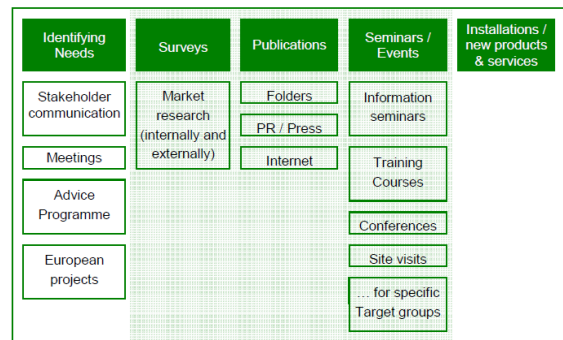 Identifying
Needs
Surveys
Publications
Seminars /
Events
Installations /
new products
& services
Stakeholder
communication
Meetings
Advice
Programme
European
projects
Market
research
(internally and
externally)
Folders
PR / Press
Internet
Information
seminars
Training
Courses
Conferences
Site visits
... for specific
Target groups